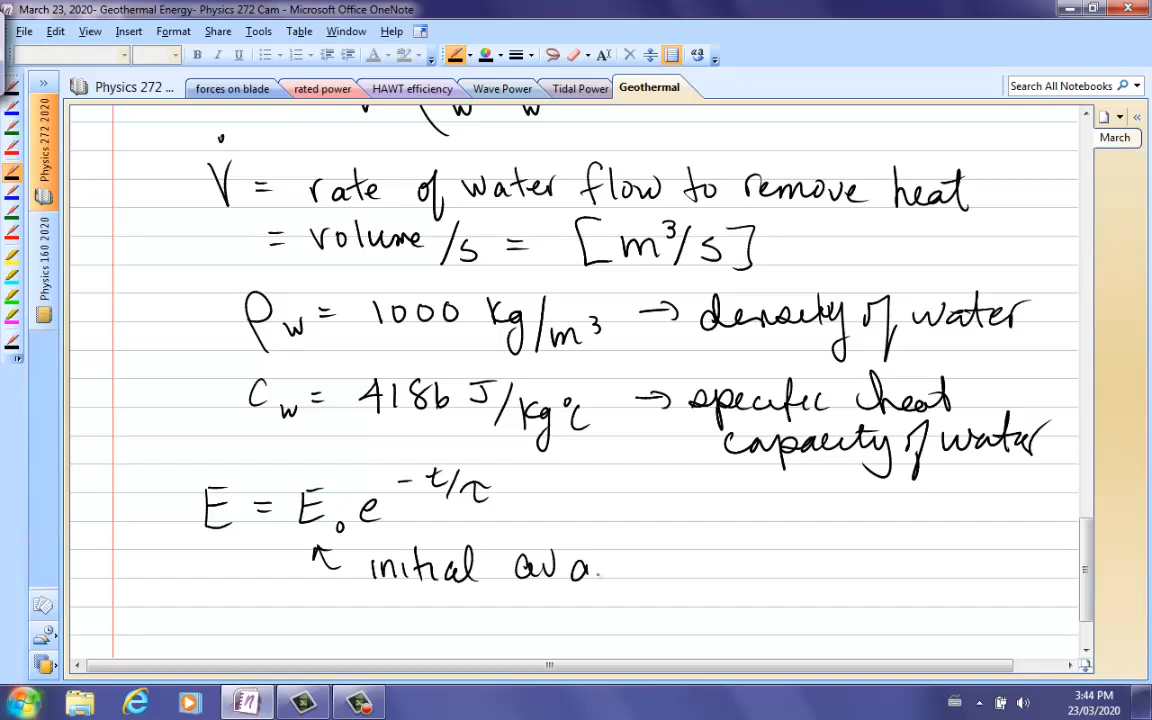 March 23, 2020- Geothermal Energy- Physics 272 Cam - Microsoft Office OneNote
File Edit View Insert Format Share Tools Table Window Help
Physics 272 ... forces on blade rated power HAWT efficiency Wave Power Tidal Power Geothermal Search All Notebooks
March
Physics 272 2020
Physics 160 2020
V̇ = rate of water flow to remove heat
= volume/s = [m³/s]
ρw = 1000 kg/m³ → density of water
Cw = 4186 J/kg°C → specific heat
capacity of water
E = E₀ e^(-t/τ)
↖ initial ava
3:44 PM
23/03/2020